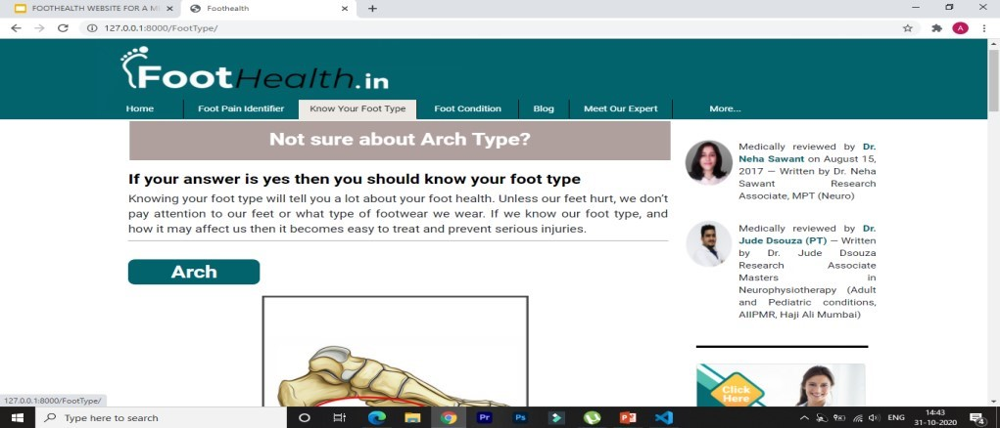 FOOTHEALTH WEBSITE FOR A M
Foothealth
127.0.0.1:8000/FootType/
A
FootHealth.in
Home
Foot Pain Identifier
Know Your Foot Type
Foot Condition
Blog
Meet Our Expert
More...
Not sure about Arch Type?
If your answer is yes then you should know your foot type
Knowing your foot type will tell you a lot about your foot health. Unless our feet hurt, we don't
pay attention to our feet or what type of footwear we wear. If we know our foot type, and
how it may affect us then it becomes easy to treat and prevent serious injuries.
Arch
Medically reviewed by Dr.
Neha Sawant on August 15,
2017 — Written by Dr. Neha
Sawant Research
Associate, MPT (Neuro)
Medically reviewed by Dr.
Jude Dsouza (PT) — Written
by Dr. Jude Dsouza
Research Associate
Masters in
Neurophysiotherapy (Adult
and Pediatric conditions,
AIIPMR, Haji Ali Mumbai)
Click
Here
127.0.0.1:8000/FootType/
Type here to search
Pr
Ps
ENG
14:43
31-10-2020
4